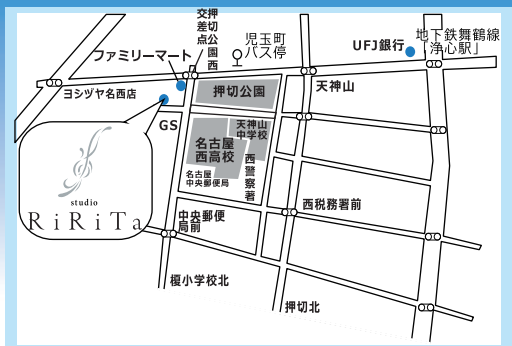 交差点
押切公園西
児玉町
バス停
地下鉄舞鶴線
「浄心駅」
UFJ銀行
ファミリーマート
ヨシヅヤ名西店
押切公園
天神山
GS
天神山
中学校
名古屋
西高校
西警察署
名古屋
中央郵便局
studio
RiRiTa
中央郵便
局前
西税務署前
榎小学校北
押切北